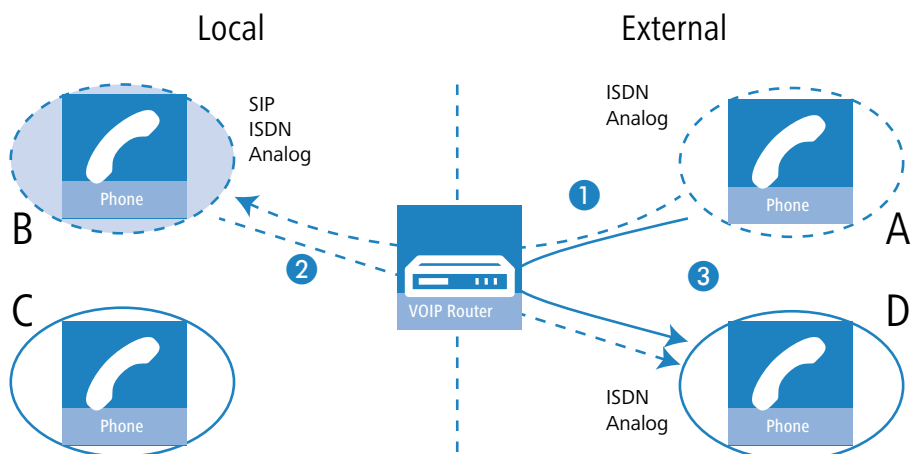 Local
External
SIP
ISDN
Analog
ISDN
Analog
Phone
Phone
B
A
1
2
3
VOIP Router
C
D
Phone
Phone
ISDN
Analog